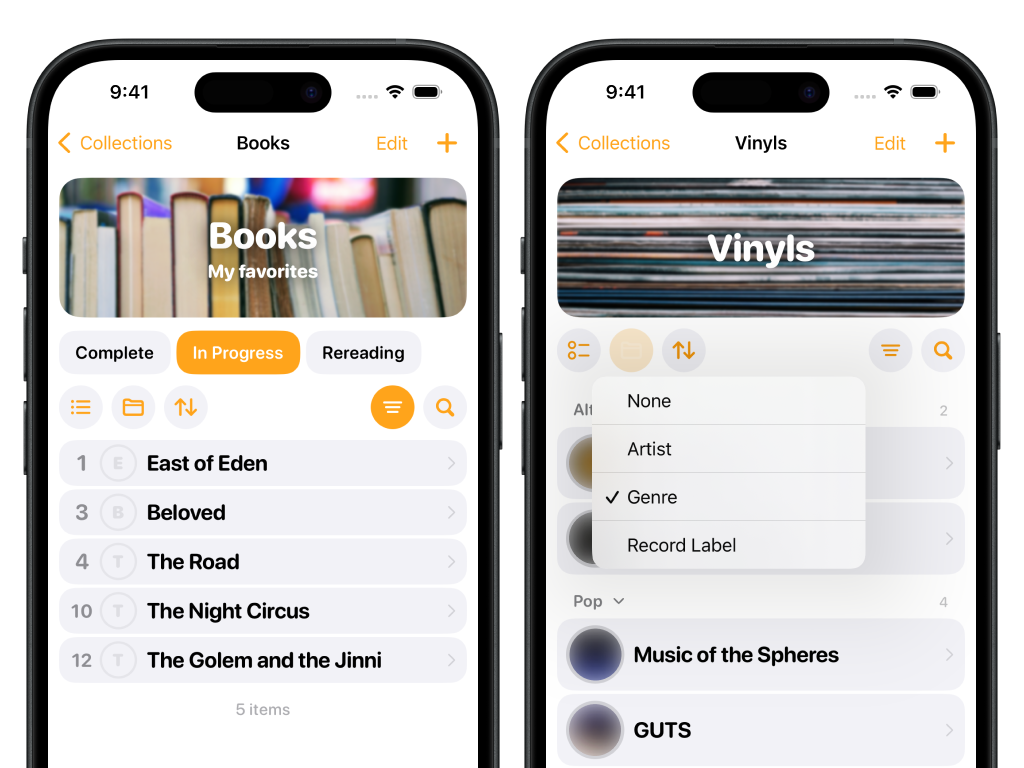 9:41
Collections
Books
Edit
Books
My favorites
Complete
In Progress
Rereading
1
E
East of Eden
3
B
Beloved
4
T
The Road
10
T
The Night Circus
12
T
The Golem and the Jinni
5 items
9:41
Collections
Vinyls
Edit
Vinyls
Alt
2
None
Artist
Genre
Record Label
Pop
4
Music of the Spheres
GUTS